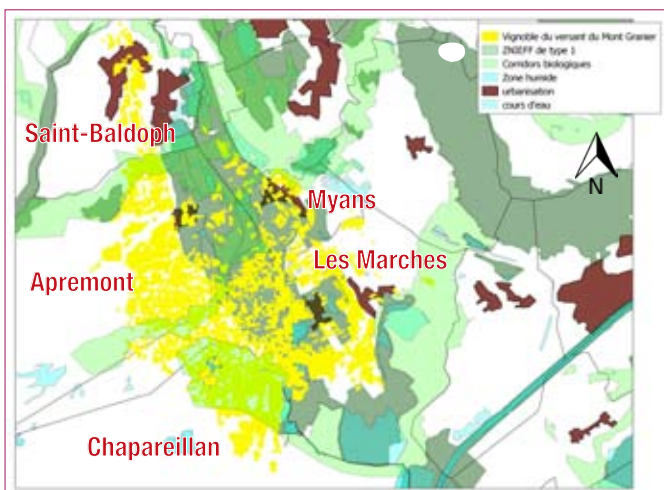 Vignoble du versant du Mont Granier
ZNIEFF de type 1
Corridors biologiques
Zone humide
urbanisation
cours d'eau
Saint-Baldoph
N
Myans
Les Marches
Apremont
Chapareillan